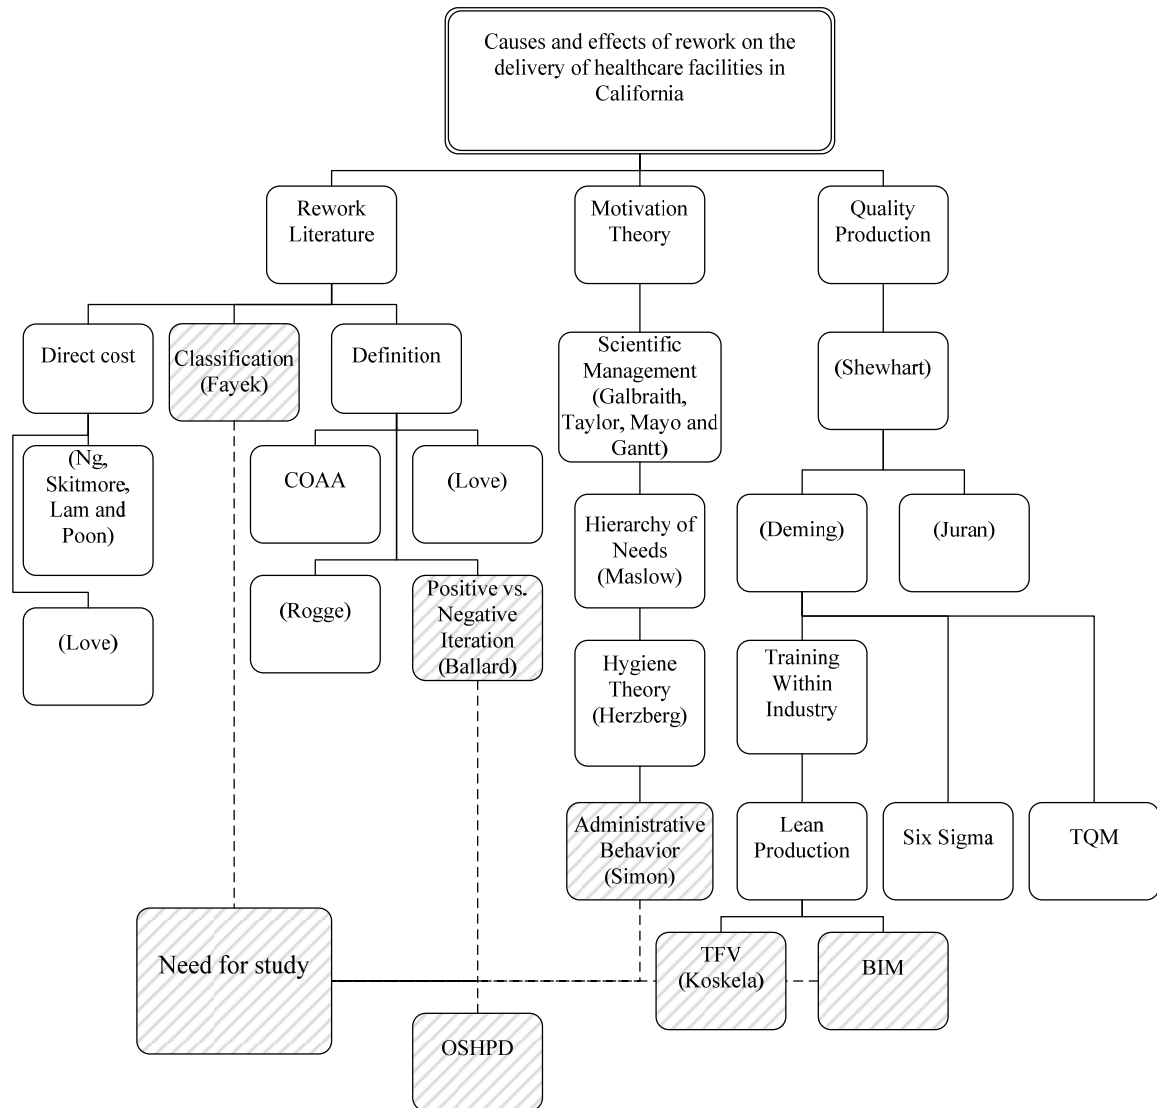 Causes and effects of rework on the
delivery of healthcare facilities in
California
Rework
Literature
Motivation
Theory
Quality
Production
Direct cost
Classification
(Fayek)
Definition
Scientific
Management
(Galbraith,
Taylor, Mayo and
Gantt)
(Shewhart)
(Ng,
Skitmore,
Lam and
Poon)
COAA
(Love)
Hierarchy of
Needs
(Maslow)
(Deming)
(Juran)
(Love)
(Rogge)
Positive vs.
Negative
Iteration
(Ballard)
Hygiene
Theory
(Herzberg)
Training
Within
Industry
Administrative
Behavior
(Simon)
Lean
Production
Six Sigma
TQM
Need for study
TFV
(Koskela)
BIM
OSHPD